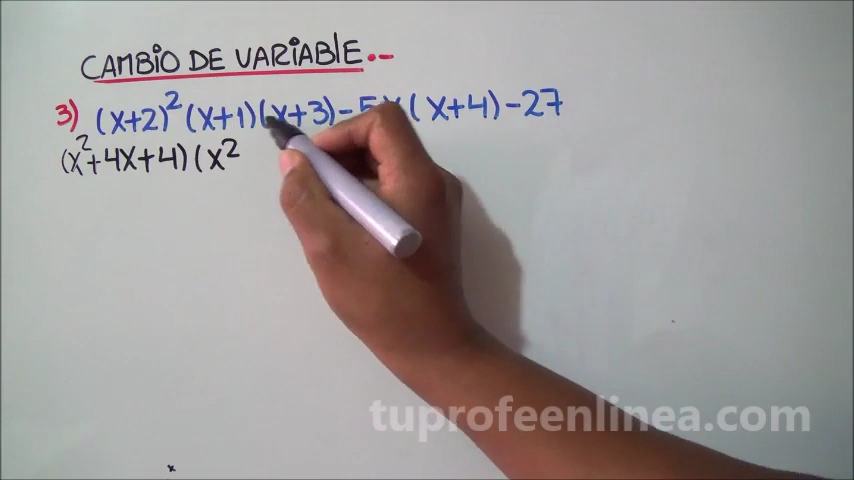 CAMBIO DE VARIABLE.-
3) (x+2)² (x+1)(x+3) - 5x (x+4) - 27
(x²+4x+4) (x²
tuprofeenlinea.com